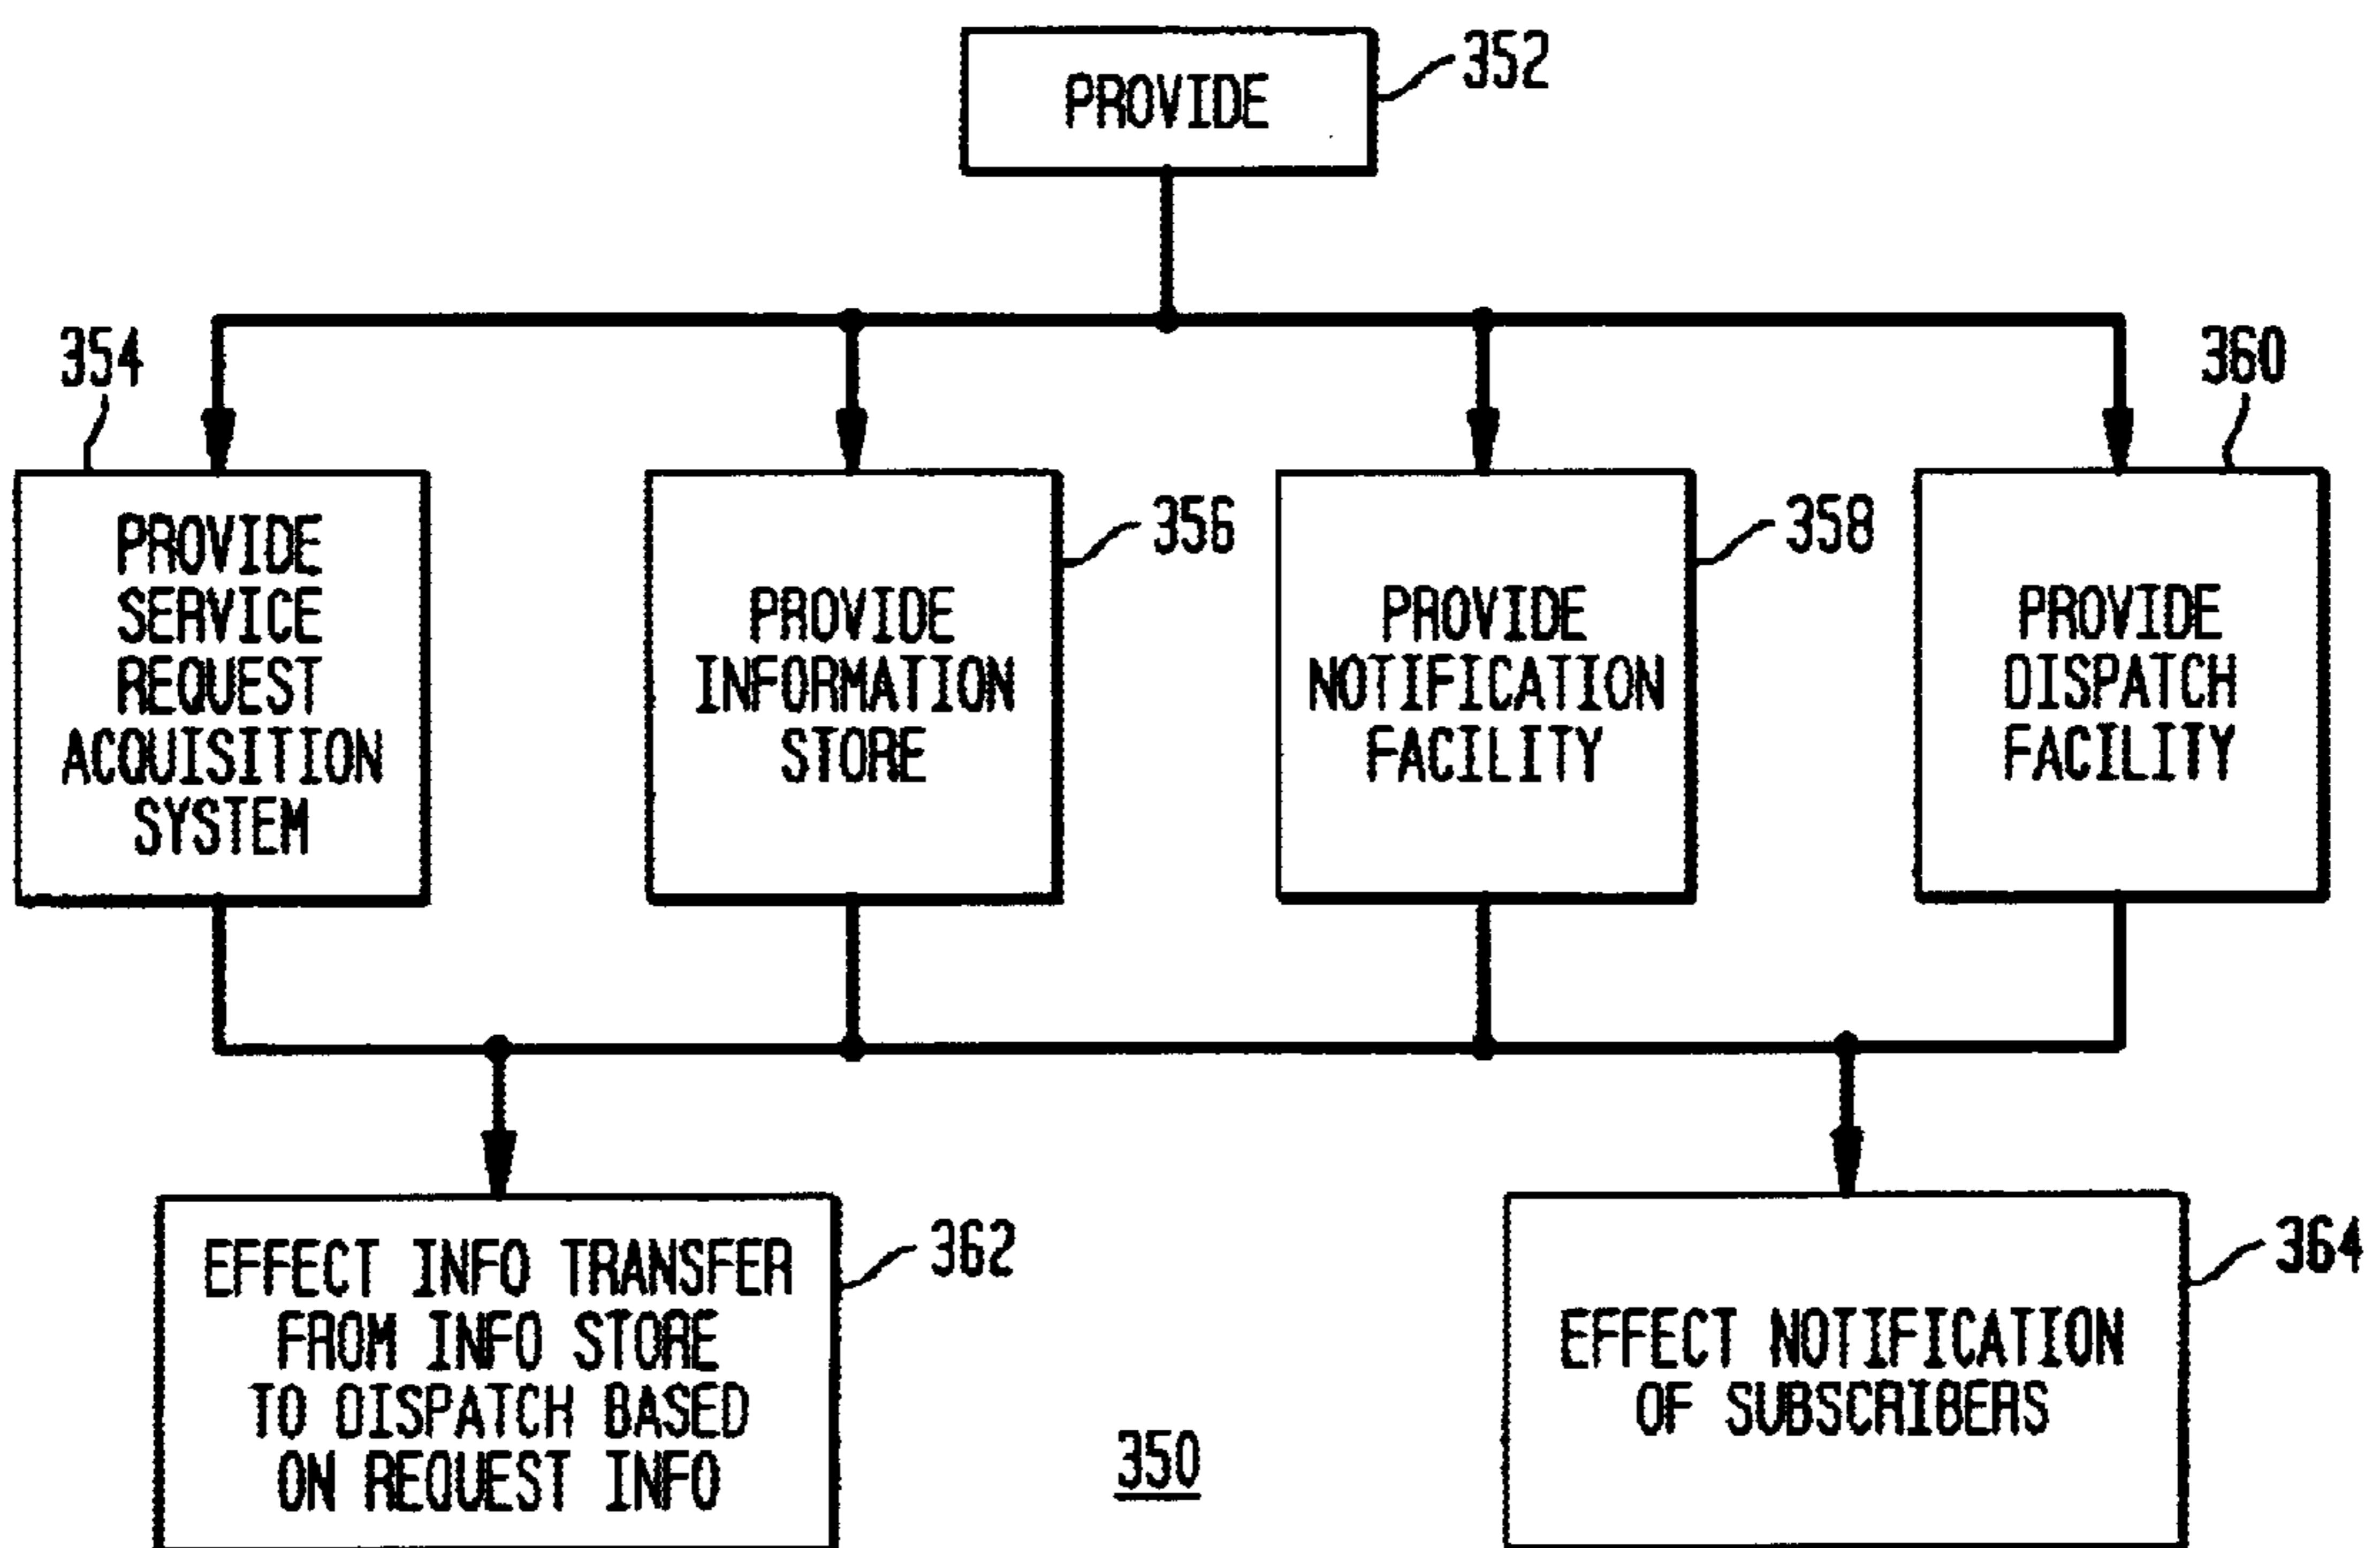 PROVIDE
352
354
360
PROVIDE
SERVICE
REQUEST
ACQUISITION
SYSTEM
PROVIDE
INFORMATION
STORE
356
PROVIDE
NOTIFICATION
FACILITY
358
PROVIDE
DISPATCH
FACILITY
EFFECT INFO TRANSFER
FROM INFO STORE
TO DISPATCH BASED
ON REQUEST INFO
362
EFFECT NOTIFICATION
OF SUBSCRIBERS
364
350